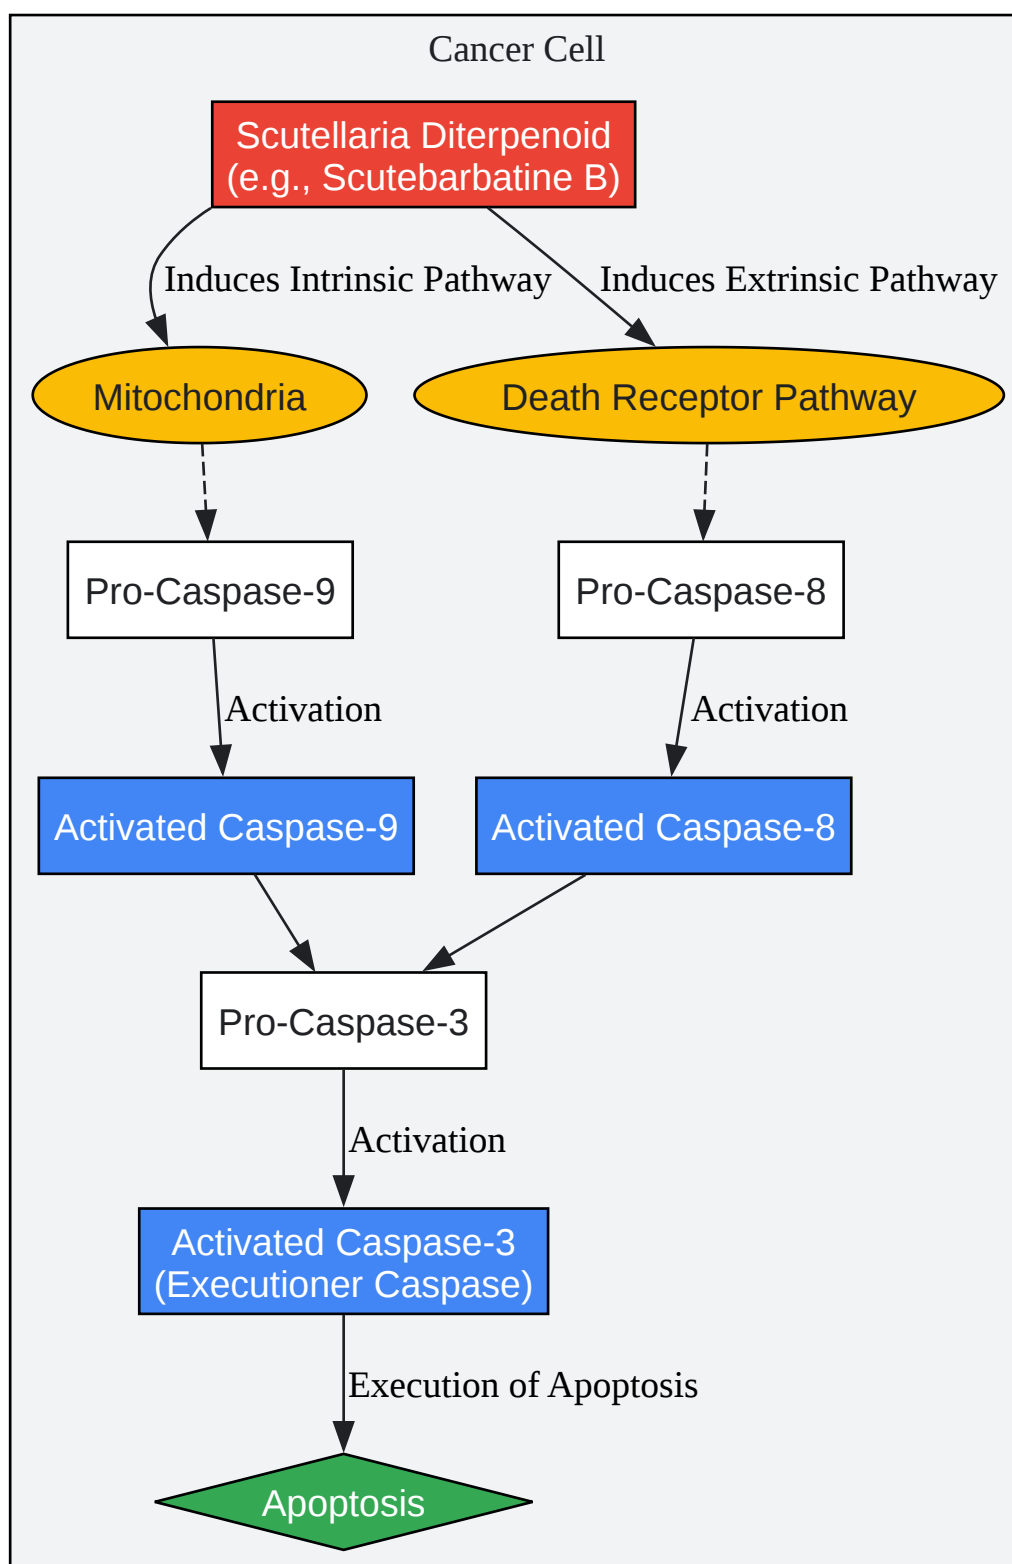 Cancer Cell
Scutellaria Diterpenoid
(e.g., Scutebarbatine B)
Induces Intrinsic Pathway
Induces Extrinsic Pathway
Mitochondria
Death Receptor Pathway
Pro-Caspase-9
Pro-Caspase-8
Activation
Activation
Activated Caspase-9
Activated Caspase-8
Pro-Caspase-3
Activation
Activated Caspase-3
(Executioner Caspase)
Execution of Apoptosis
Apoptosis